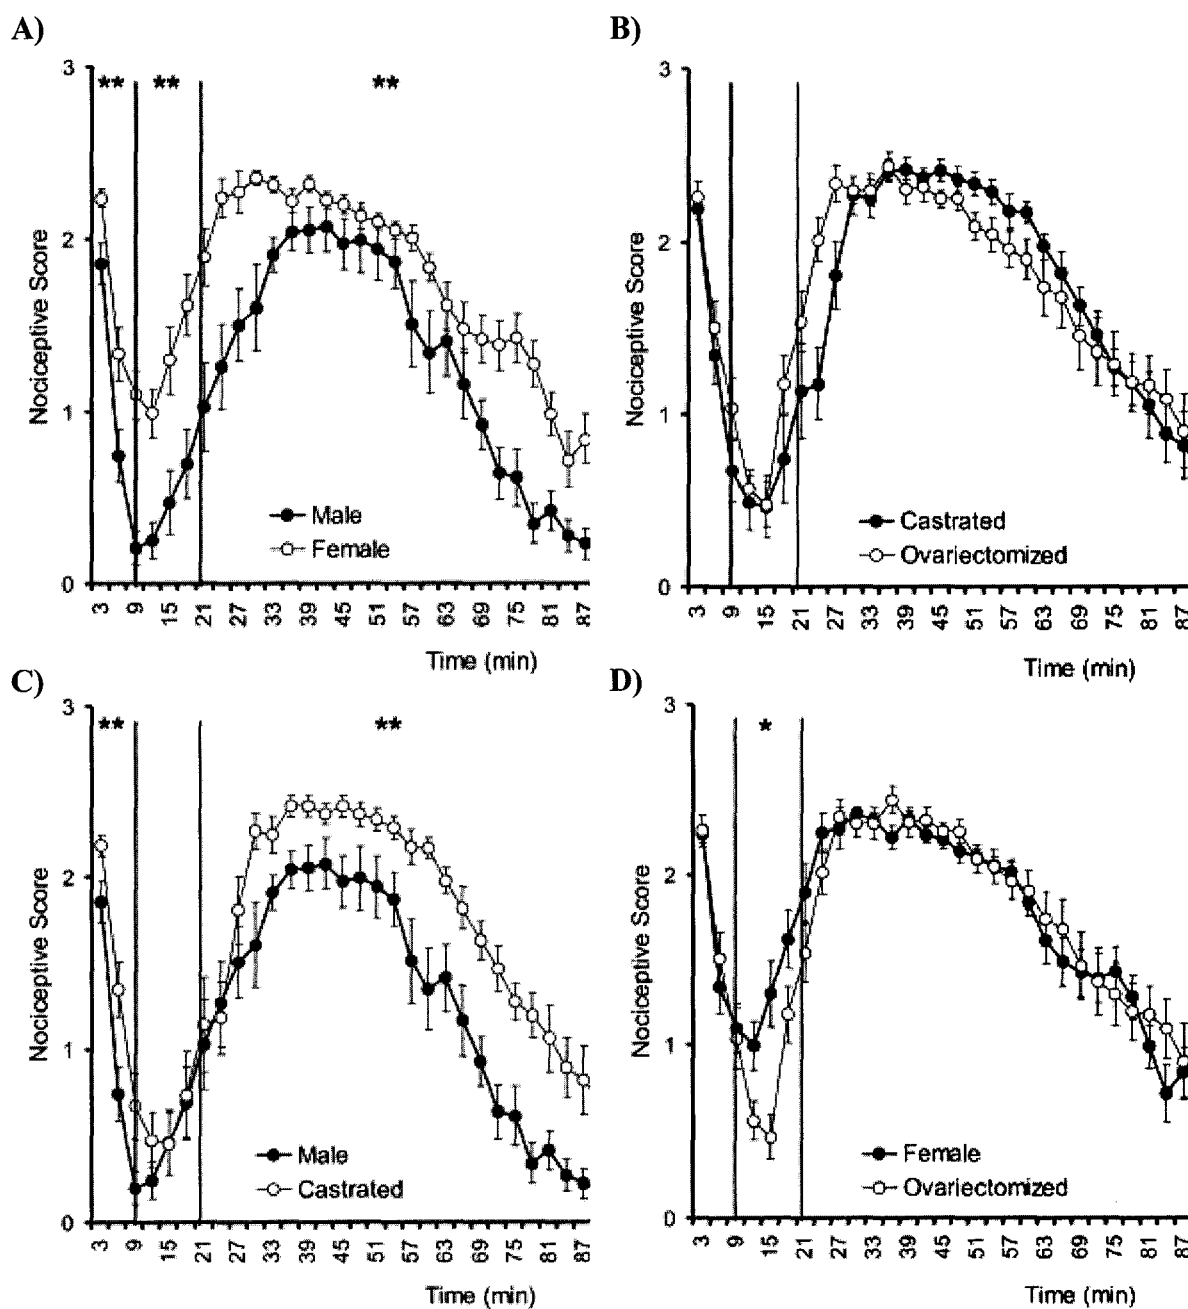 A)
3
2
1
0
Nociceptive Score
** ** **
Male
Female
3 9 15 21 27 33 39 45 51 57 63 69 75 81 87
Time (min)
B)
3
2
1
0
Nociceptive Score
Castrated
Ovariectomized
3 9 15 21 27 33 39 45 51 57 63 69 75 81 87
Time (min)
C)
3
2
1
0
Nociceptive Score
** **
Male
Castrated
3 9 15 21 27 33 39 45 51 57 63 69 75 81 87
Time (min)
D)
3
2
1
0
Nociceptive Score
*
Female
Ovariectomized
3 9 15 21 27 33 39 45 51 57 63 69 75 81 87
Time (min)